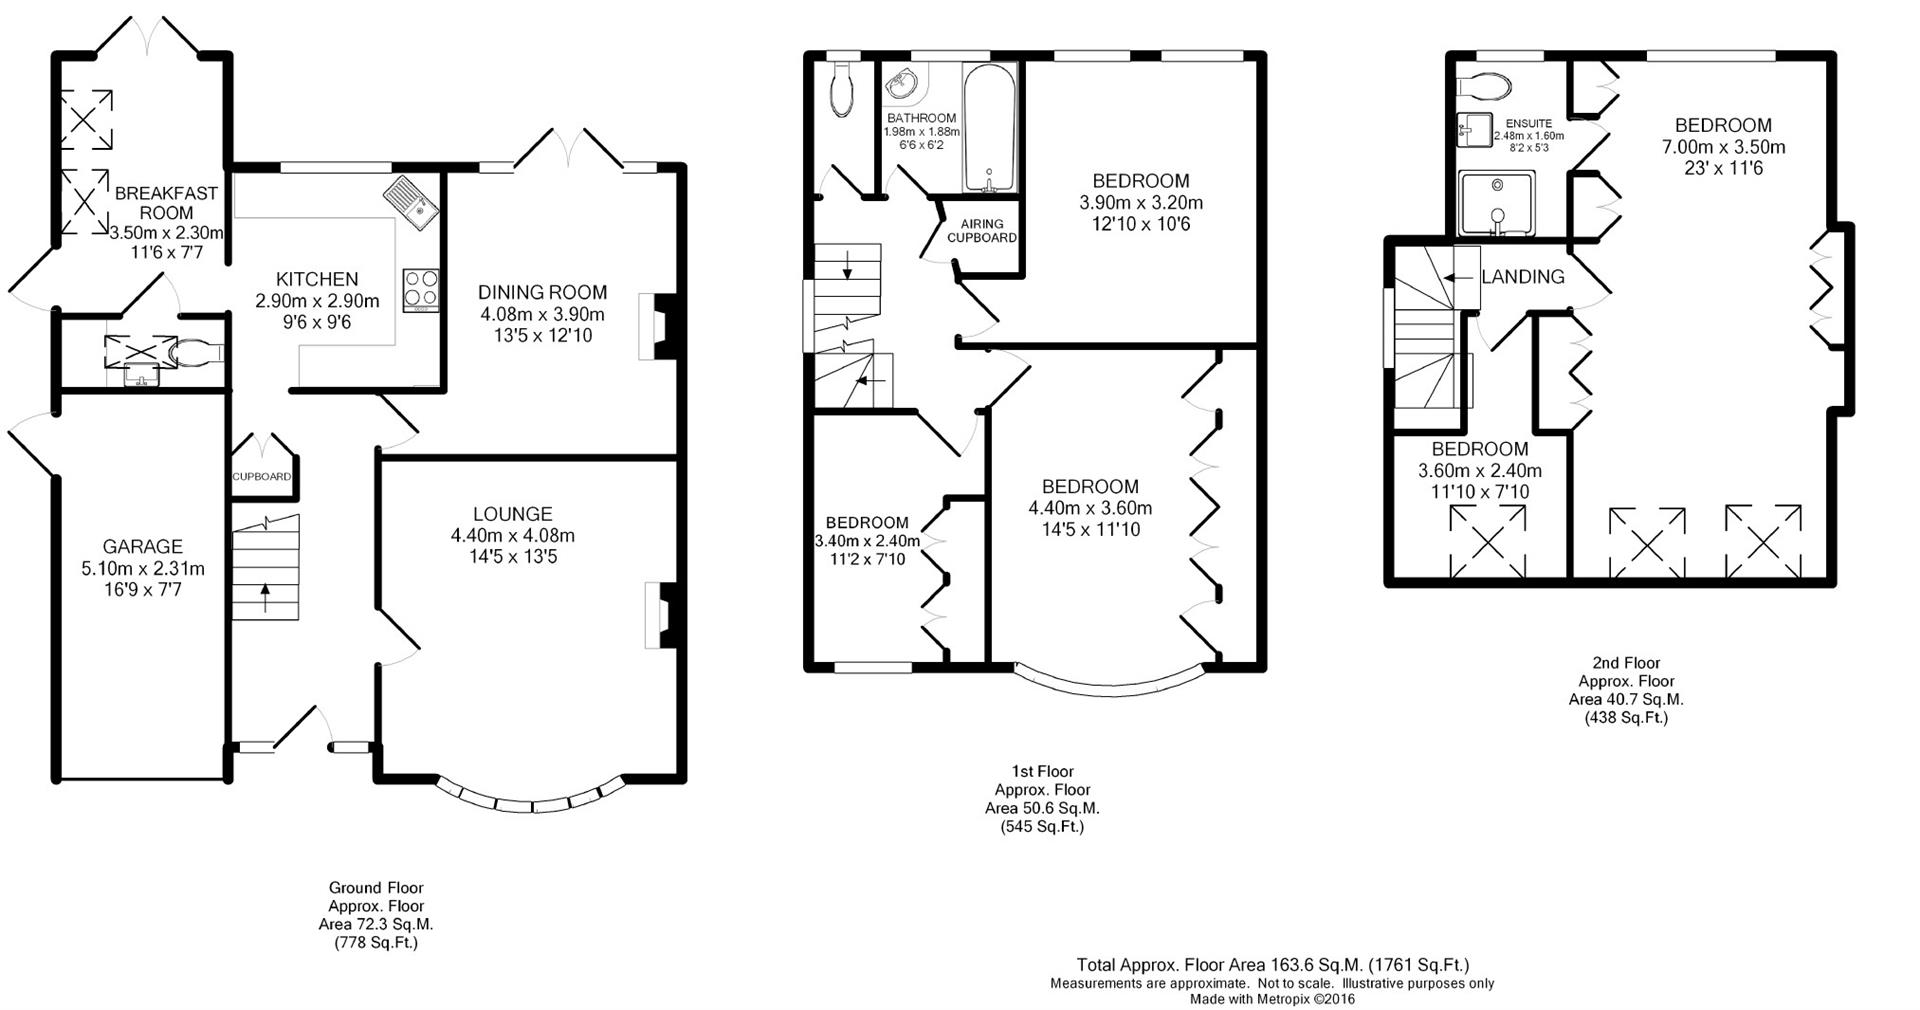 BREAKFAST
ROOM
3.50m x 2.30m
11'6 x 7'7
KITCHEN
2.90m x 2.90m
9'6 x 9'6
DINING ROOM
4.08m x 3.90m
13'5 x 12'10
CUPBOARD
LOUNGE
4.40m x 4.08m
14'5 x 13'5
GARAGE
5.10m x 2.31m
16'9 x 7'7
Ground Floor
Approx. Floor
Area 72.3 Sq.M.
(778 Sq.Ft.)
BATHROOM
1.98m x 1.88m
6'6 x 6'2
AIRING
CUPBOARD
BEDROOM
3.90m x 3.20m
12'10 x 10'6
BEDROOM
4.40m x 3.60m
14'5 x 11'10
BEDROOM
3.40m x 2.40m
11'2 x 7'10
1st Floor
Approx. Floor
Area 50.6 Sq.M.
(545 Sq.Ft.)
ENSUITE
2.48m x 1.60m
8'2 x 5'3
BEDROOM
7.00m x 3.50m
23' x 11'6
LANDING
BEDROOM
3.60m x 2.40m
11'10 x 7'10
2nd Floor
Approx. Floor
Area 40.7 Sq.M.
(438 Sq.Ft.)
Total Approx. Floor Area 163.6 Sq.M. (1761 Sq.Ft.)
Measurements are approximate. Not to scale. Illustrative purposes only
Made with Metropix ©2016